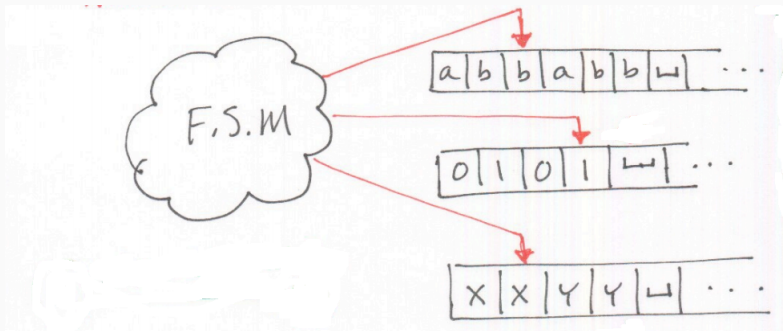 a b b a b b ⊔ ...
F.S.M
0 1 0 1 ⊔ ...
X X Y Y ⊔ ...